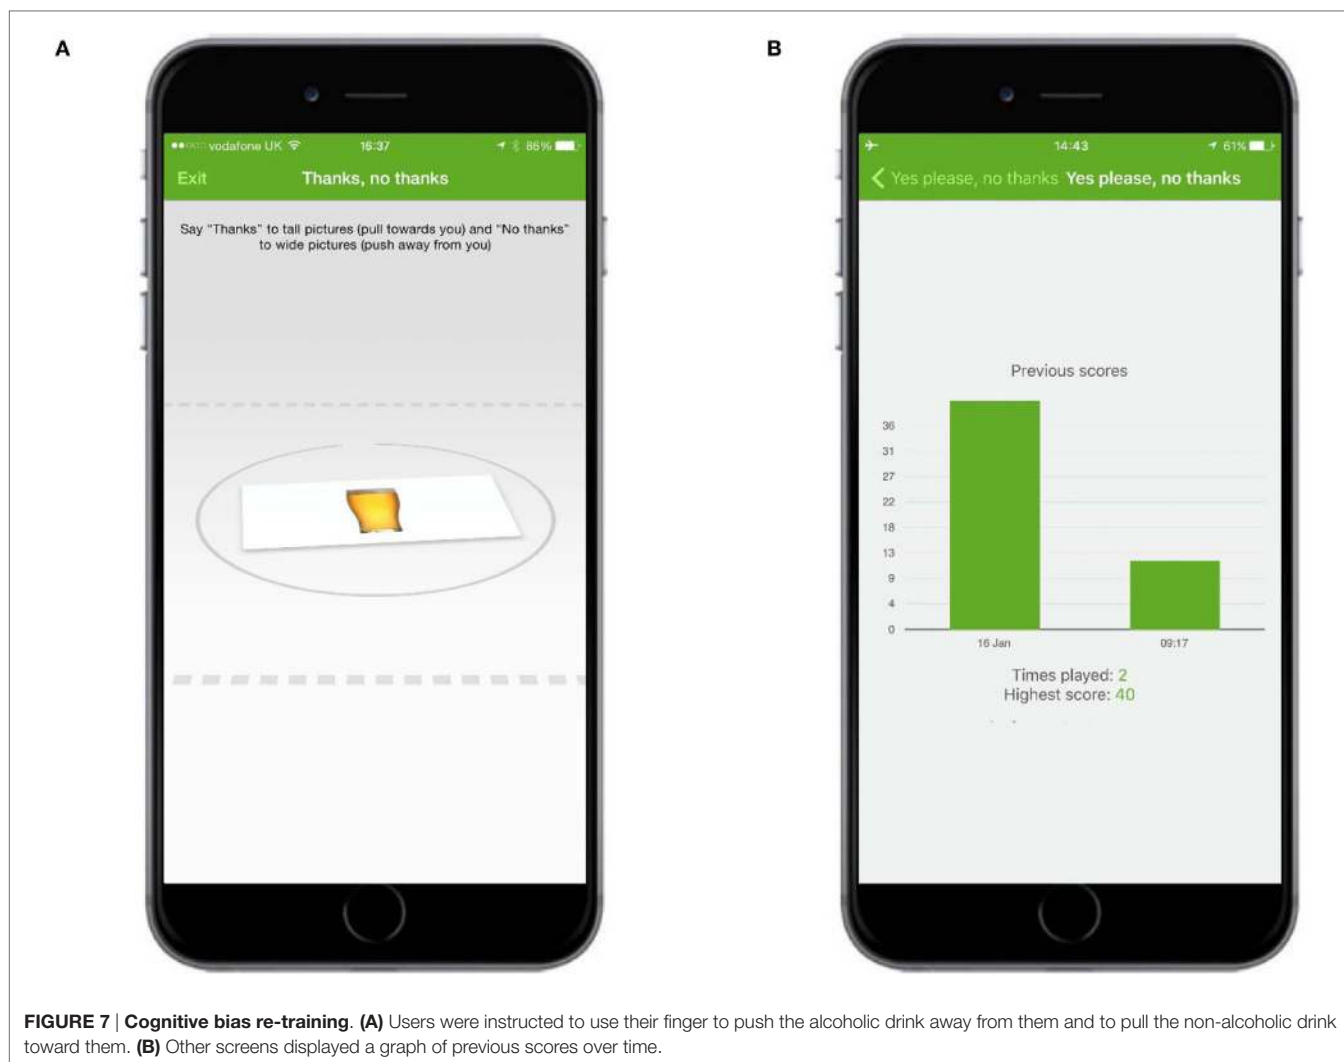 A
vodafone UK
16:37
86%
Exit
Thanks, no thanks
Say "Thanks" to tall pictures (pull towards you) and "No thanks"
to wide pictures (push away from you)
B
14:43
61%
Yes please, no thanks Yes please, no thanks
Previous scores
36
31
27
22
18
13
9
4
0
16 Jan
09:17
Times played: 2
Highest score: 40
FIGURE 7 | Cognitive bias re-training. (A) Users were instructed to use their finger to push the alcoholic drink away from them and to pull the non-alcoholic drink
toward them. (B) Other screens displayed a graph of previous scores over time.